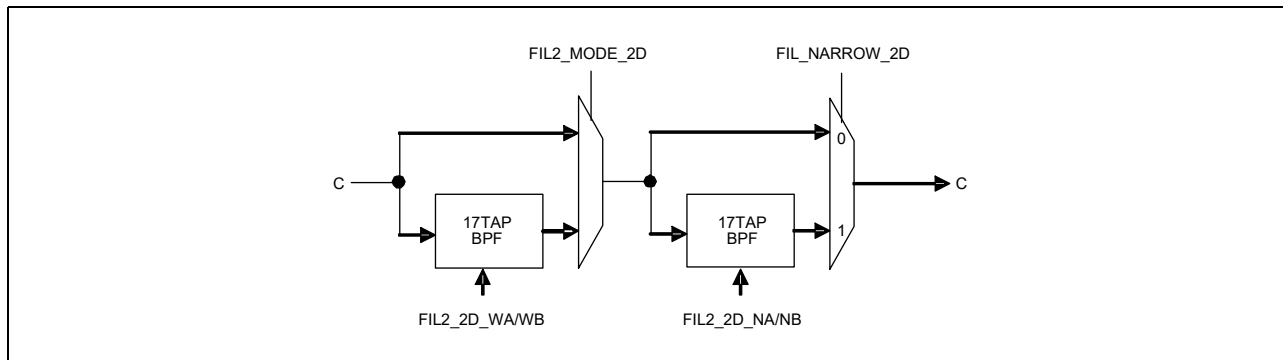 FIL2_MODE_2D
FIL_NARROW_2D
0
C
C
17TAP
BPF
17TAP
BPF
1
FIL2_2D_WA/WB
FIL2_2D_NA/NB